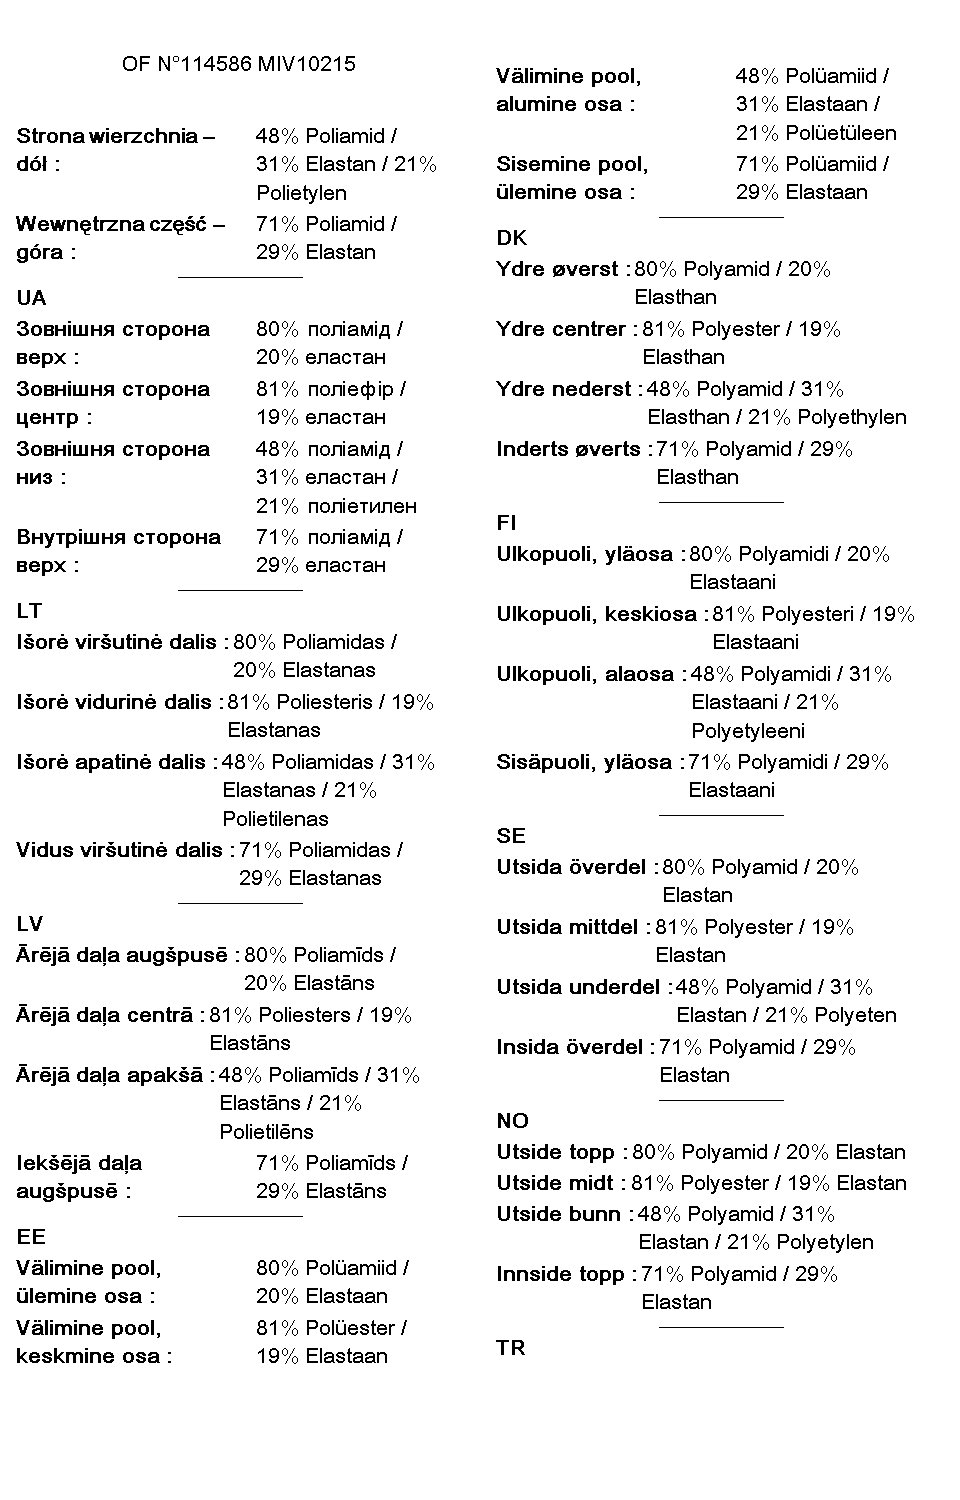 OF N°114586 MIV10215
Strona wierzchnia – 48% Poliamid /
dół : 31% Elastan / 21%
Polietylen
Wewnętrzna część – 71% Poliamid /
góra : 29% Elastan
UA
Зовнішня сторона 80% поліамід /
верх : 20% еластан
Зовнішня сторона 81% поліефір /
центр : 19% еластан
Зовнішня сторона 48% поліамід /
низ : 31% еластан /
21% поліетилен
Внутрішня сторона 71% поліамід /
верх : 29% еластан
LT
Išorė viršutinė dalis : 80% Poliamidas /
20% Elastanas
Išorė vidurinė dalis : 81% Poliesteris / 19%
Elastanas
Išorė apatinė dalis : 48% Poliamidas / 31%
Elastanas / 21%
Polietilenas
Vidus viršutinė dalis : 71% Poliamidas /
29% Elastanas
LV
Ārējā daļa augšpusē : 80% Poliamīds /
20% Elastāns
Ārējā daļa centrā : 81% Poliesters / 19%
Elastāns
Ārējā daļa apakšā : 48% Poliamīds / 31%
Elastāns / 21%
Polietilēns
Iekšējā daļa 71% Poliamīds /
augšpusē : 29% Elastāns
EE
Välimine pool, 80% Polüamiid /
ülemine osa : 20% Elastaan
Välimine pool, 81% Polüester /
keskmine osa : 19% Elastaan
Välimine pool, 48% Polüamiid /
alumine osa : 31% Elastaan /
21% Polüetüleen
Sisemine pool, 71% Polüamiid /
ülemine osa : 29% Elastaan
DK
Ydre øverst : 80% Polyamid / 20%
Elasthan
Ydre centrer : 81% Polyester / 19%
Elasthan
Ydre nederst : 48% Polyamid / 31%
Elasthan / 21% Polyethylen
Inderts øverts : 71% Polyamid / 29%
Elasthan
FI
Ulkopuoli, yläosa : 80% Polyamidi / 20%
Elastaani
Ulkopuoli, keskiosa : 81% Polyesteri / 19%
Elastaani
Ulkopuoli, alaosa : 48% Polyamidi / 31%
Elastaani / 21%
Polyetyleeni
Sisäpuoli, yläosa : 71% Polyamidi / 29%
Elastaani
SE
Utsida överdel : 80% Polyamid / 20%
Elastan
Utsida mittdel : 81% Polyester / 19%
Elastan
Utsida underdel : 48% Polyamid / 31%
Elastan / 21% Polyeten
Insida överdel : 71% Polyamid / 29%
Elastan
NO
Utside topp : 80% Polyamid / 20% Elastan
Utside midt : 81% Polyester / 19% Elastan
Utside bunn : 48% Polyamid / 31%
Elastan / 21% Polyetylen
Innside topp : 71% Polyamid / 29%
Elastan
TR